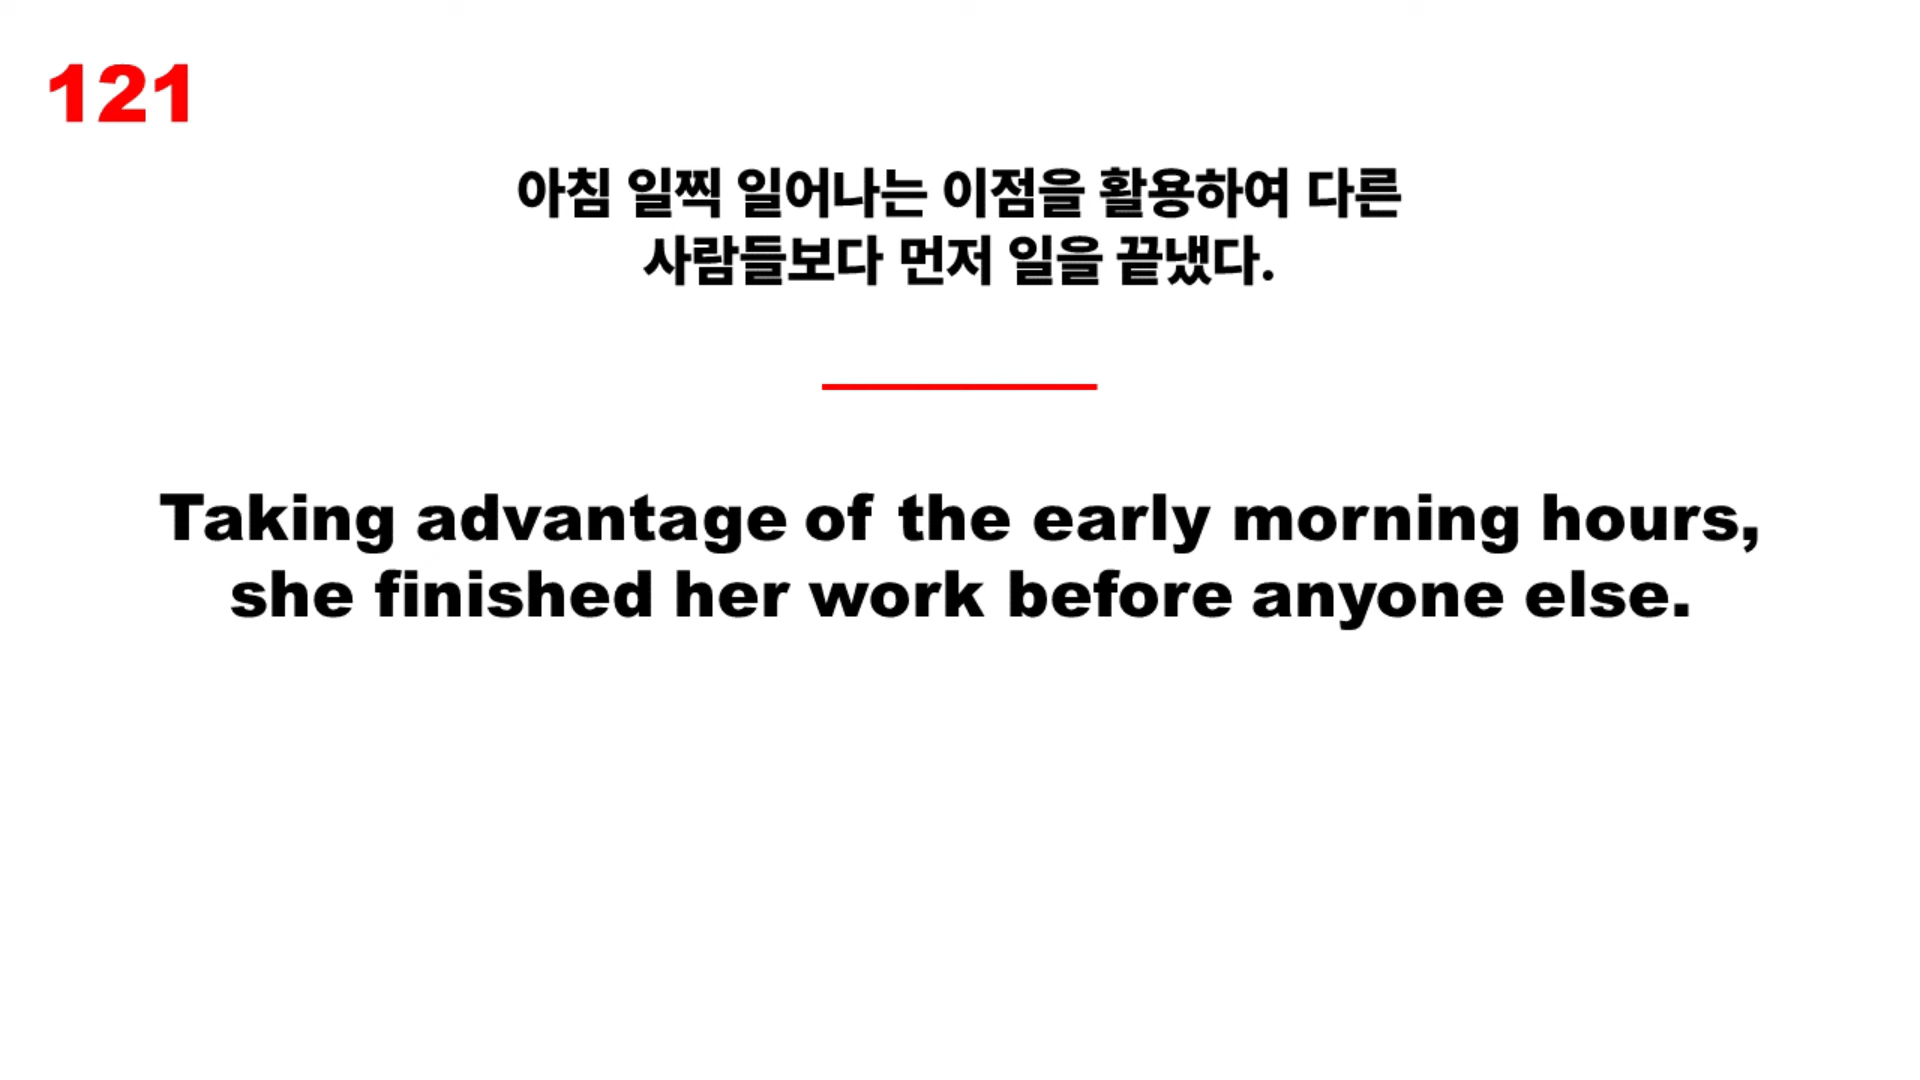 121
아침 일찍 일어나는 이점을 활용하여 다른
사람들보다 먼저 일을 끝냈다.
Taking advantage of the early morning hours,
she finished her work before anyone else.